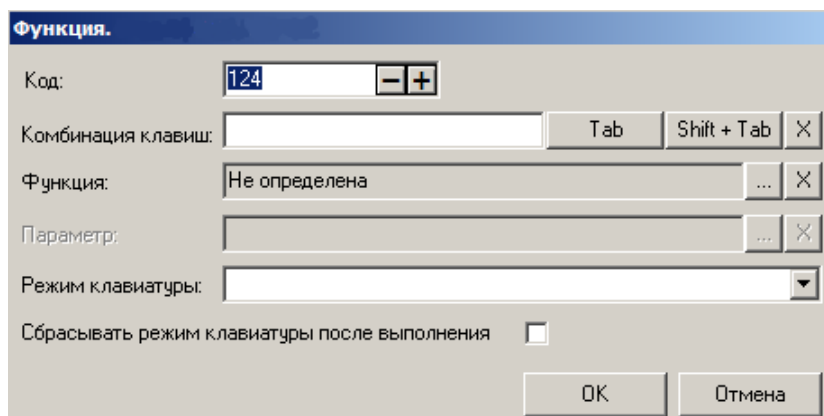 Функция.
Код: 124 − +
Комбинация клавиш: Tab Shift + Tab X
Функция: Не определена ... X
Параметр: ... X
Режим клавиатуры:
Сбрасывать режим клавиатуры после выполнения
OK Отмена